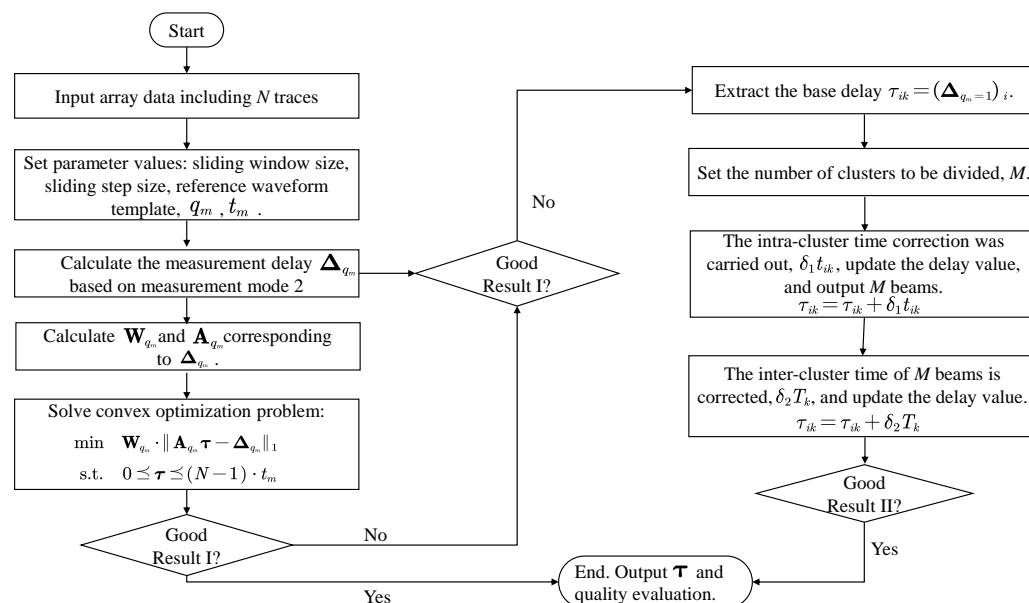 Start
Input array data including N traces
Set parameter values: sliding window size,
sliding step size, reference waveform
template, q_m , t_m .
Calculate the measurement delay Δ_{q_m}
based on measurement mode 2
Calculate W_{q_m} and A_{q_m} corresponding
to Δ_{q_m} .
Solve convex optimization problem:
min W_{q_m} · ‖ A_{q_m} τ − Δ_{q_m} ‖_1
s.t. 0 ⪯ τ ⪯ (N−1) · t_m
Good
Result I?
No
Yes
Good
Result I?
No
Extract the base delay τ_{ik} = (Δ_{q_m=1})_i.
Set the number of clusters to be divided, M.
The intra-cluster time correction was
carried out, δ_1 t_{ik}, update the delay value,
and output M beams.
τ_{ik} = τ_{ik} + δ_1 t_{ik}
The inter-cluster time of M beams is
corrected, δ_2 T_k, and update the delay value.
τ_{ik} = τ_{ik} + δ_2 T_k
Good
Result II?
Yes
End. Output τ and
quality evaluation.